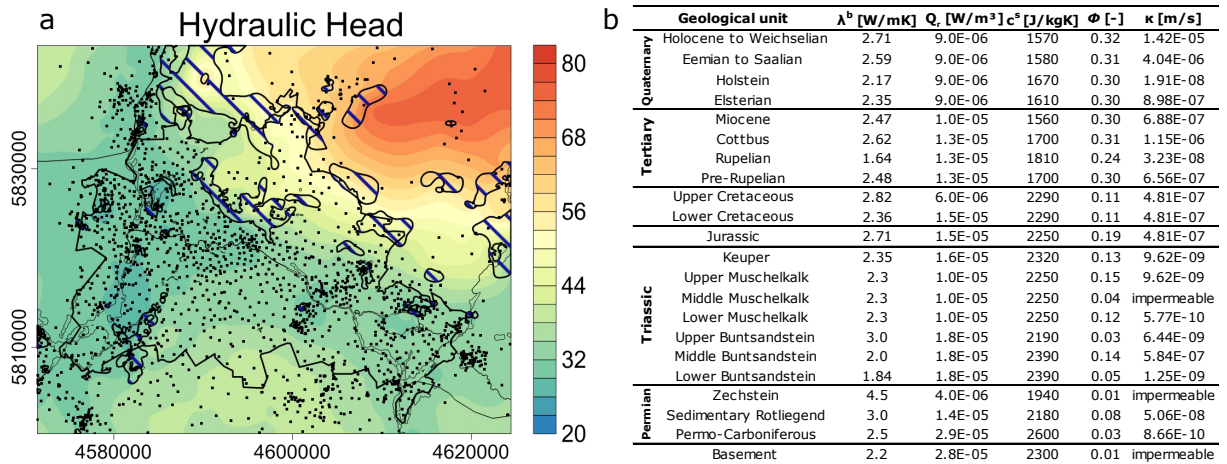 a
Hydraulic Head
80
68
56
44
32
20
5830000
5810000
4580000 4600000 4620000
b
Geological unit λᵇ [W/mK] Qᵣ [W/m³] cˢ [J/kgK] Φ [-] κ [m/s]
Quaternary
Holocene to Weichselian 2.71 9.0E-06 1570 0.32 1.42E-05
Eemian to Saalian 2.59 9.0E-06 1580 0.31 4.04E-06
Holstein 2.17 9.0E-06 1670 0.30 1.91E-08
Elsterian 2.35 9.0E-06 1610 0.30 8.98E-07
Tertiary
Miocene 2.47 1.0E-05 1560 0.30 6.88E-07
Cottbus 2.62 1.3E-05 1700 0.31 1.15E-06
Rupelian 1.64 1.3E-05 1810 0.24 3.23E-08
Pre-Rupelian 2.48 1.3E-05 1700 0.30 6.56E-07
Upper Cretaceous 2.82 6.0E-06 2290 0.11 4.81E-07
Lower Cretaceous 2.36 1.5E-05 2290 0.11 4.81E-07
Jurassic 2.71 1.5E-05 2250 0.19 4.81E-07
Triassic
Keuper 2.35 1.6E-05 2320 0.13 9.62E-09
Upper Muschelkalk 2.3 1.0E-05 2250 0.15 9.62E-09
Middle Muschelkalk 2.3 1.0E-05 2250 0.04 impermeable
Lower Muschelkalk 2.3 1.0E-05 2250 0.12 5.77E-10
Upper Buntsandstein 3.0 1.8E-05 2190 0.03 6.44E-09
Middle Buntsandstein 2.0 1.8E-05 2390 0.14 5.84E-07
Lower Buntsandstein 1.84 1.8E-05 2390 0.05 1.25E-09
Permian
Zechstein 4.5 4.0E-06 1940 0.01 impermeable
Sedimentary Rotliegend 3.0 1.4E-05 2180 0.08 5.06E-08
Permo-Carboniferous 2.5 2.9E-05 2600 0.03 8.66E-10
Basement 2.2 2.8E-05 2300 0.01 impermeable